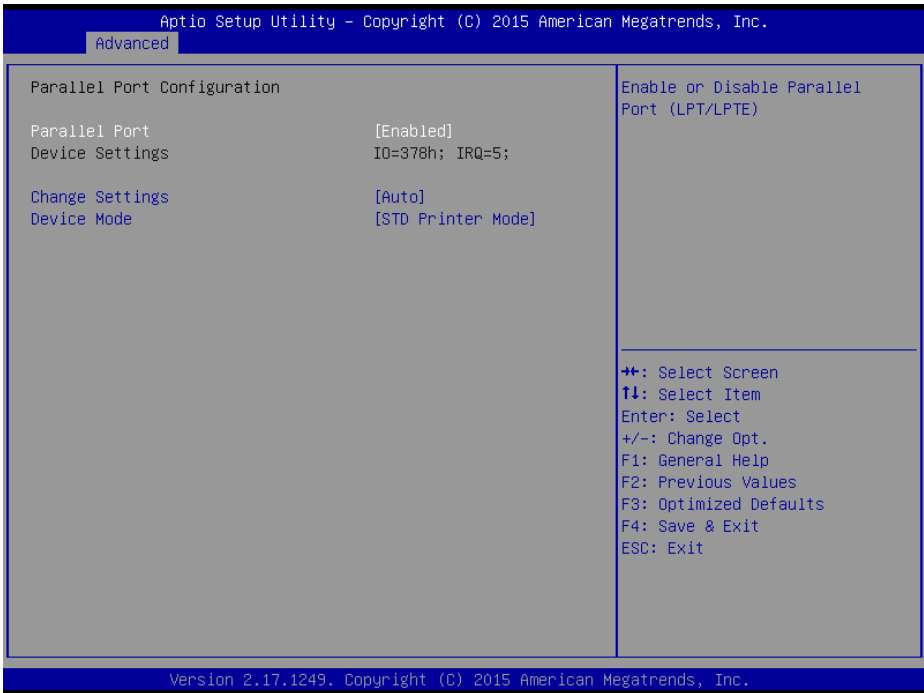 Aptio Setup Utility – Copyright (C) 2015 American Megatrends, Inc.
Advanced
Parallel Port Configuration
Parallel Port [Enabled]
Device Settings IO=378h; IRQ=5;
Change Settings [Auto]
Device Mode [STD Printer Mode]
Enable or Disable Parallel
Port (LPT/LPTE)
→←: Select Screen
↑↓: Select Item
Enter: Select
+/-: Change Opt.
F1: General Help
F2: Previous Values
F3: Optimized Defaults
F4: Save & Exit
ESC: Exit
Version 2.17.1249. Copyright (C) 2015 American Megatrends, Inc.